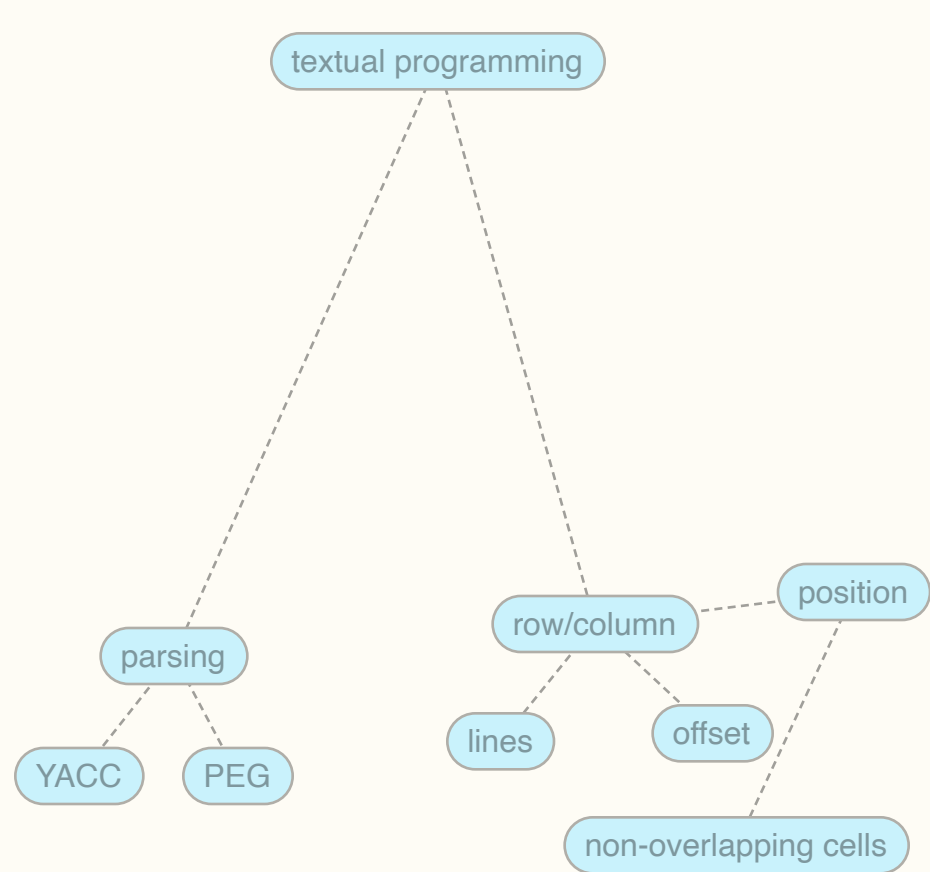 textual programming
position
row/column
parsing
offset
lines
YACC
PEG
non-overlapping cells